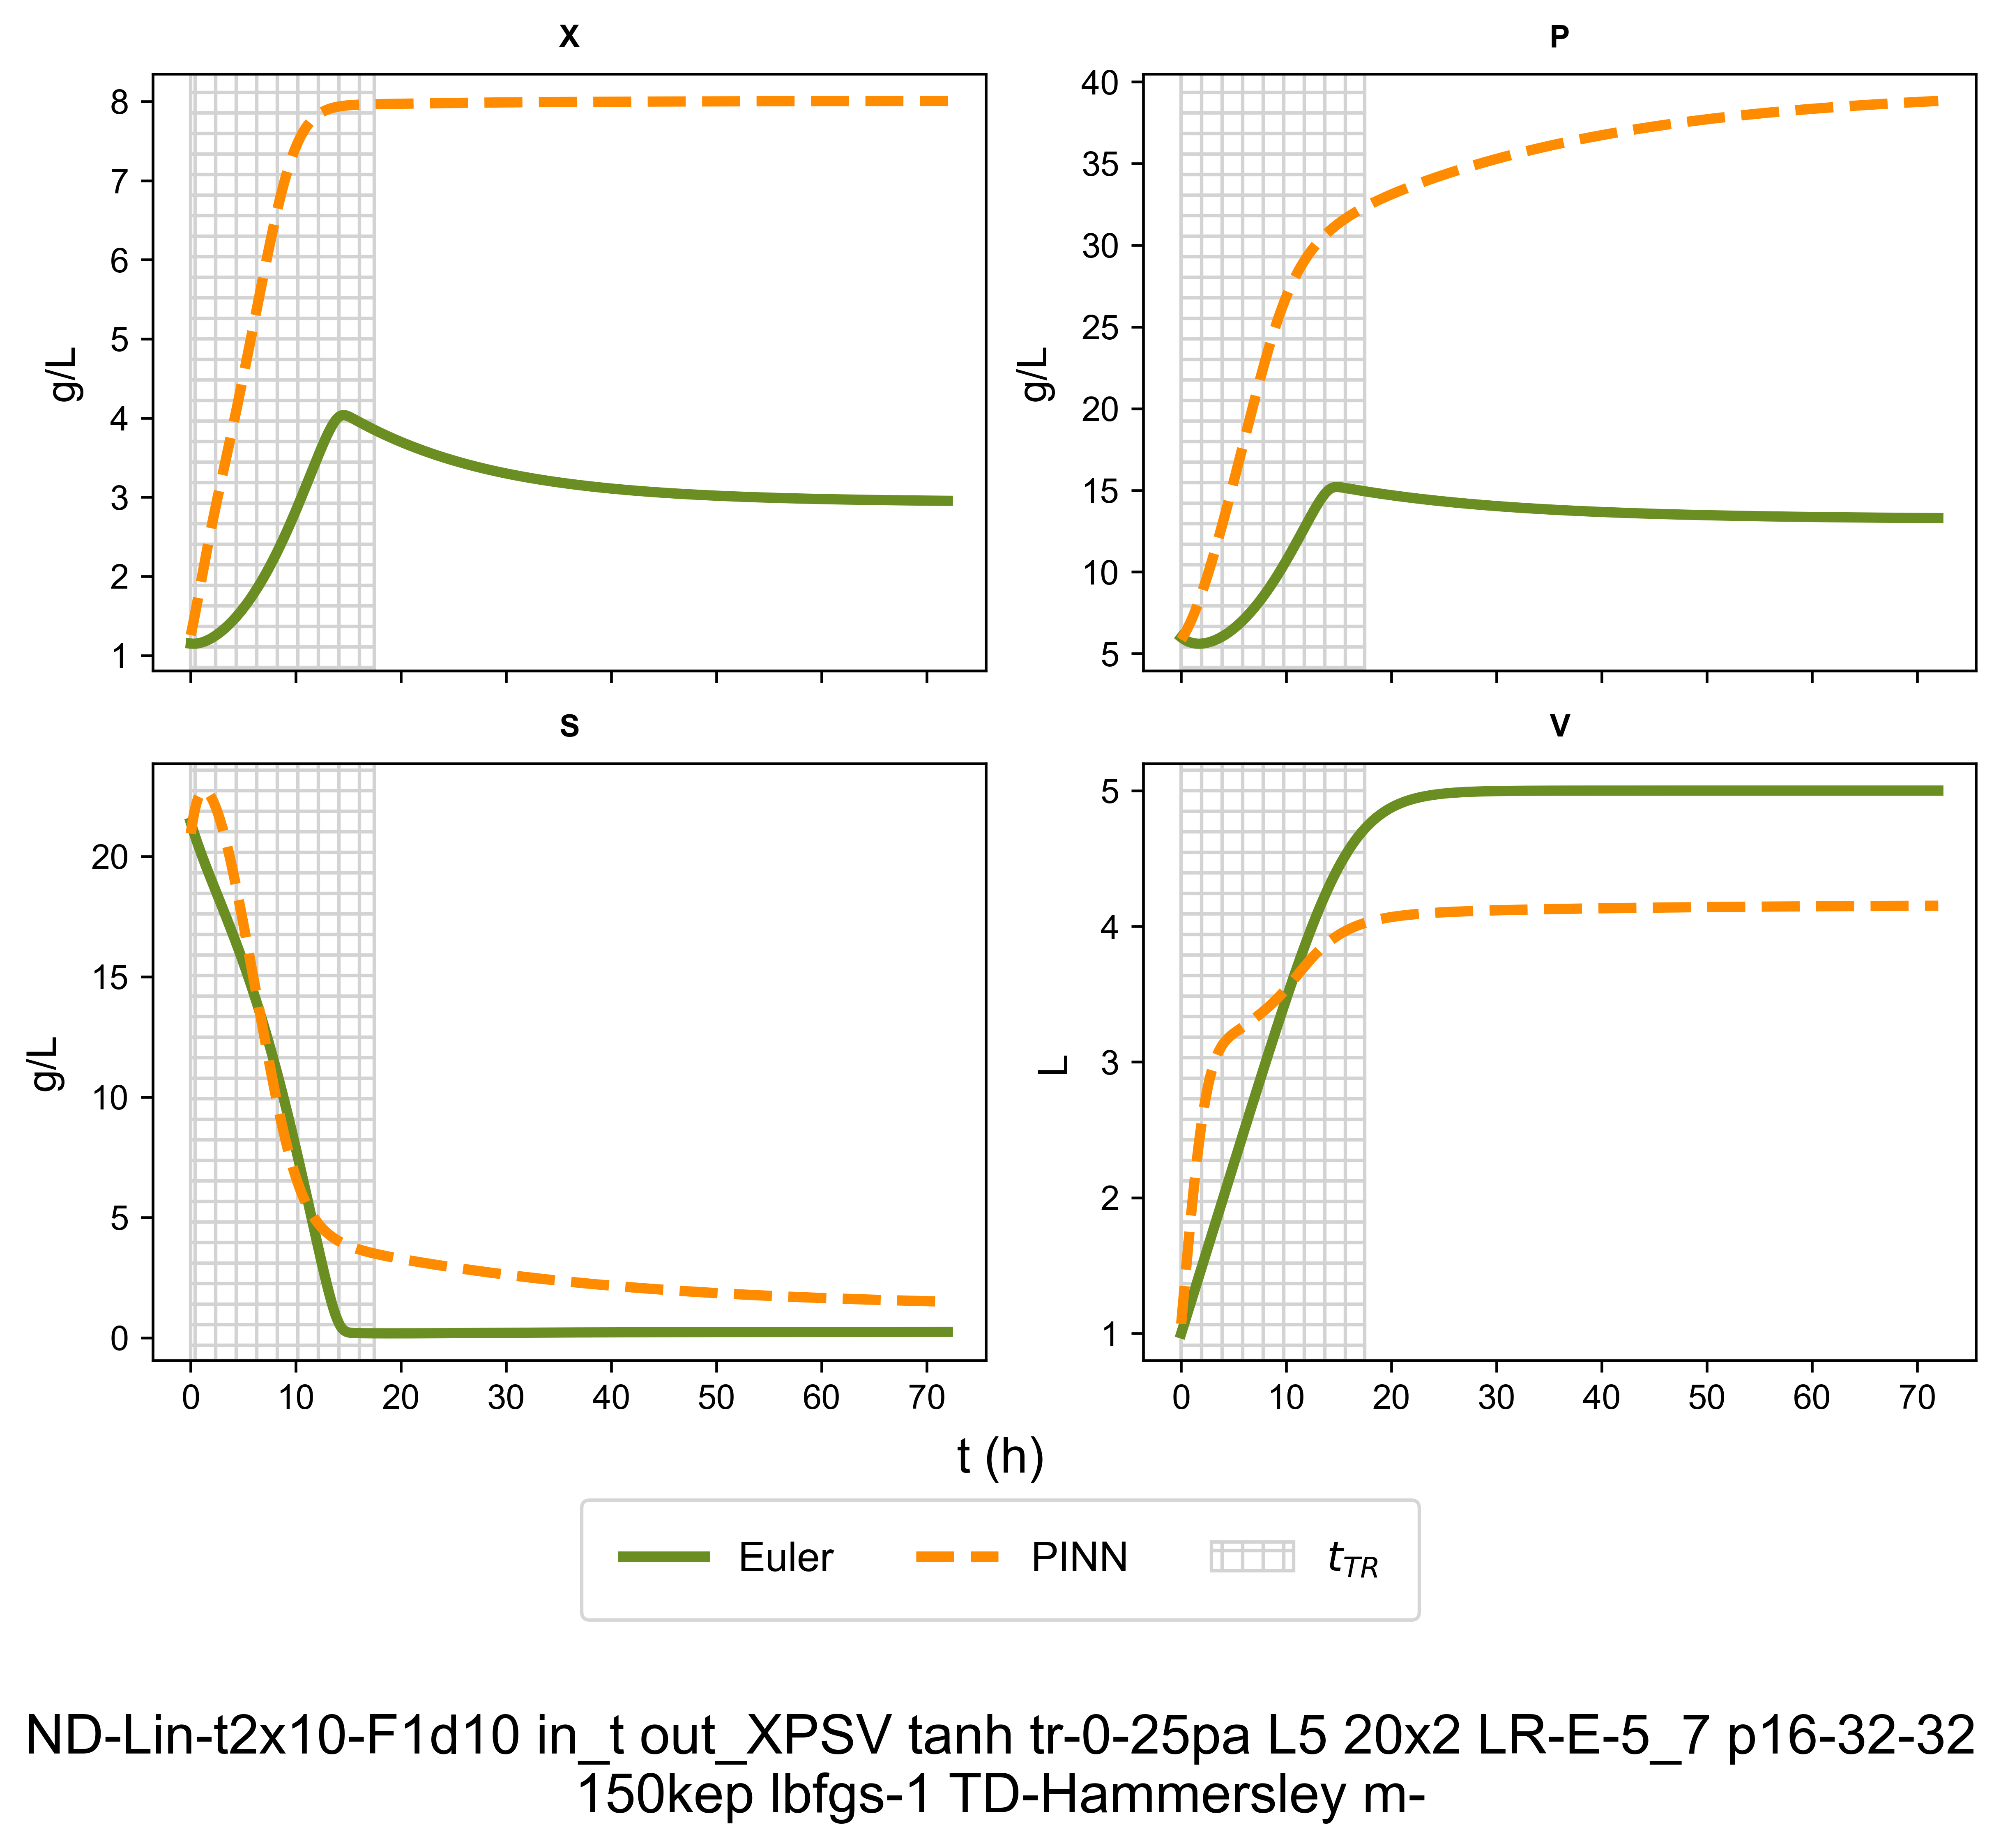 X
P
8
7
6
5
4
3
2
1
g/L
40
35
30
25
20
15
10
5
g/L
S
V
20
15
10
5
0
g/L
5
4
3
2
1
L
0 10 20 30 40 50 60 70
0 10 20 30 40 50 60 70
t (h)
Euler PINN t_TR
ND-Lin-t2x10-F1d10 in_t out_XPSV tanh tr-0-25pa L5 20x2 LR-E-5_7 p16-32-32
150kep lbfgs-1 TD-Hammersley m-